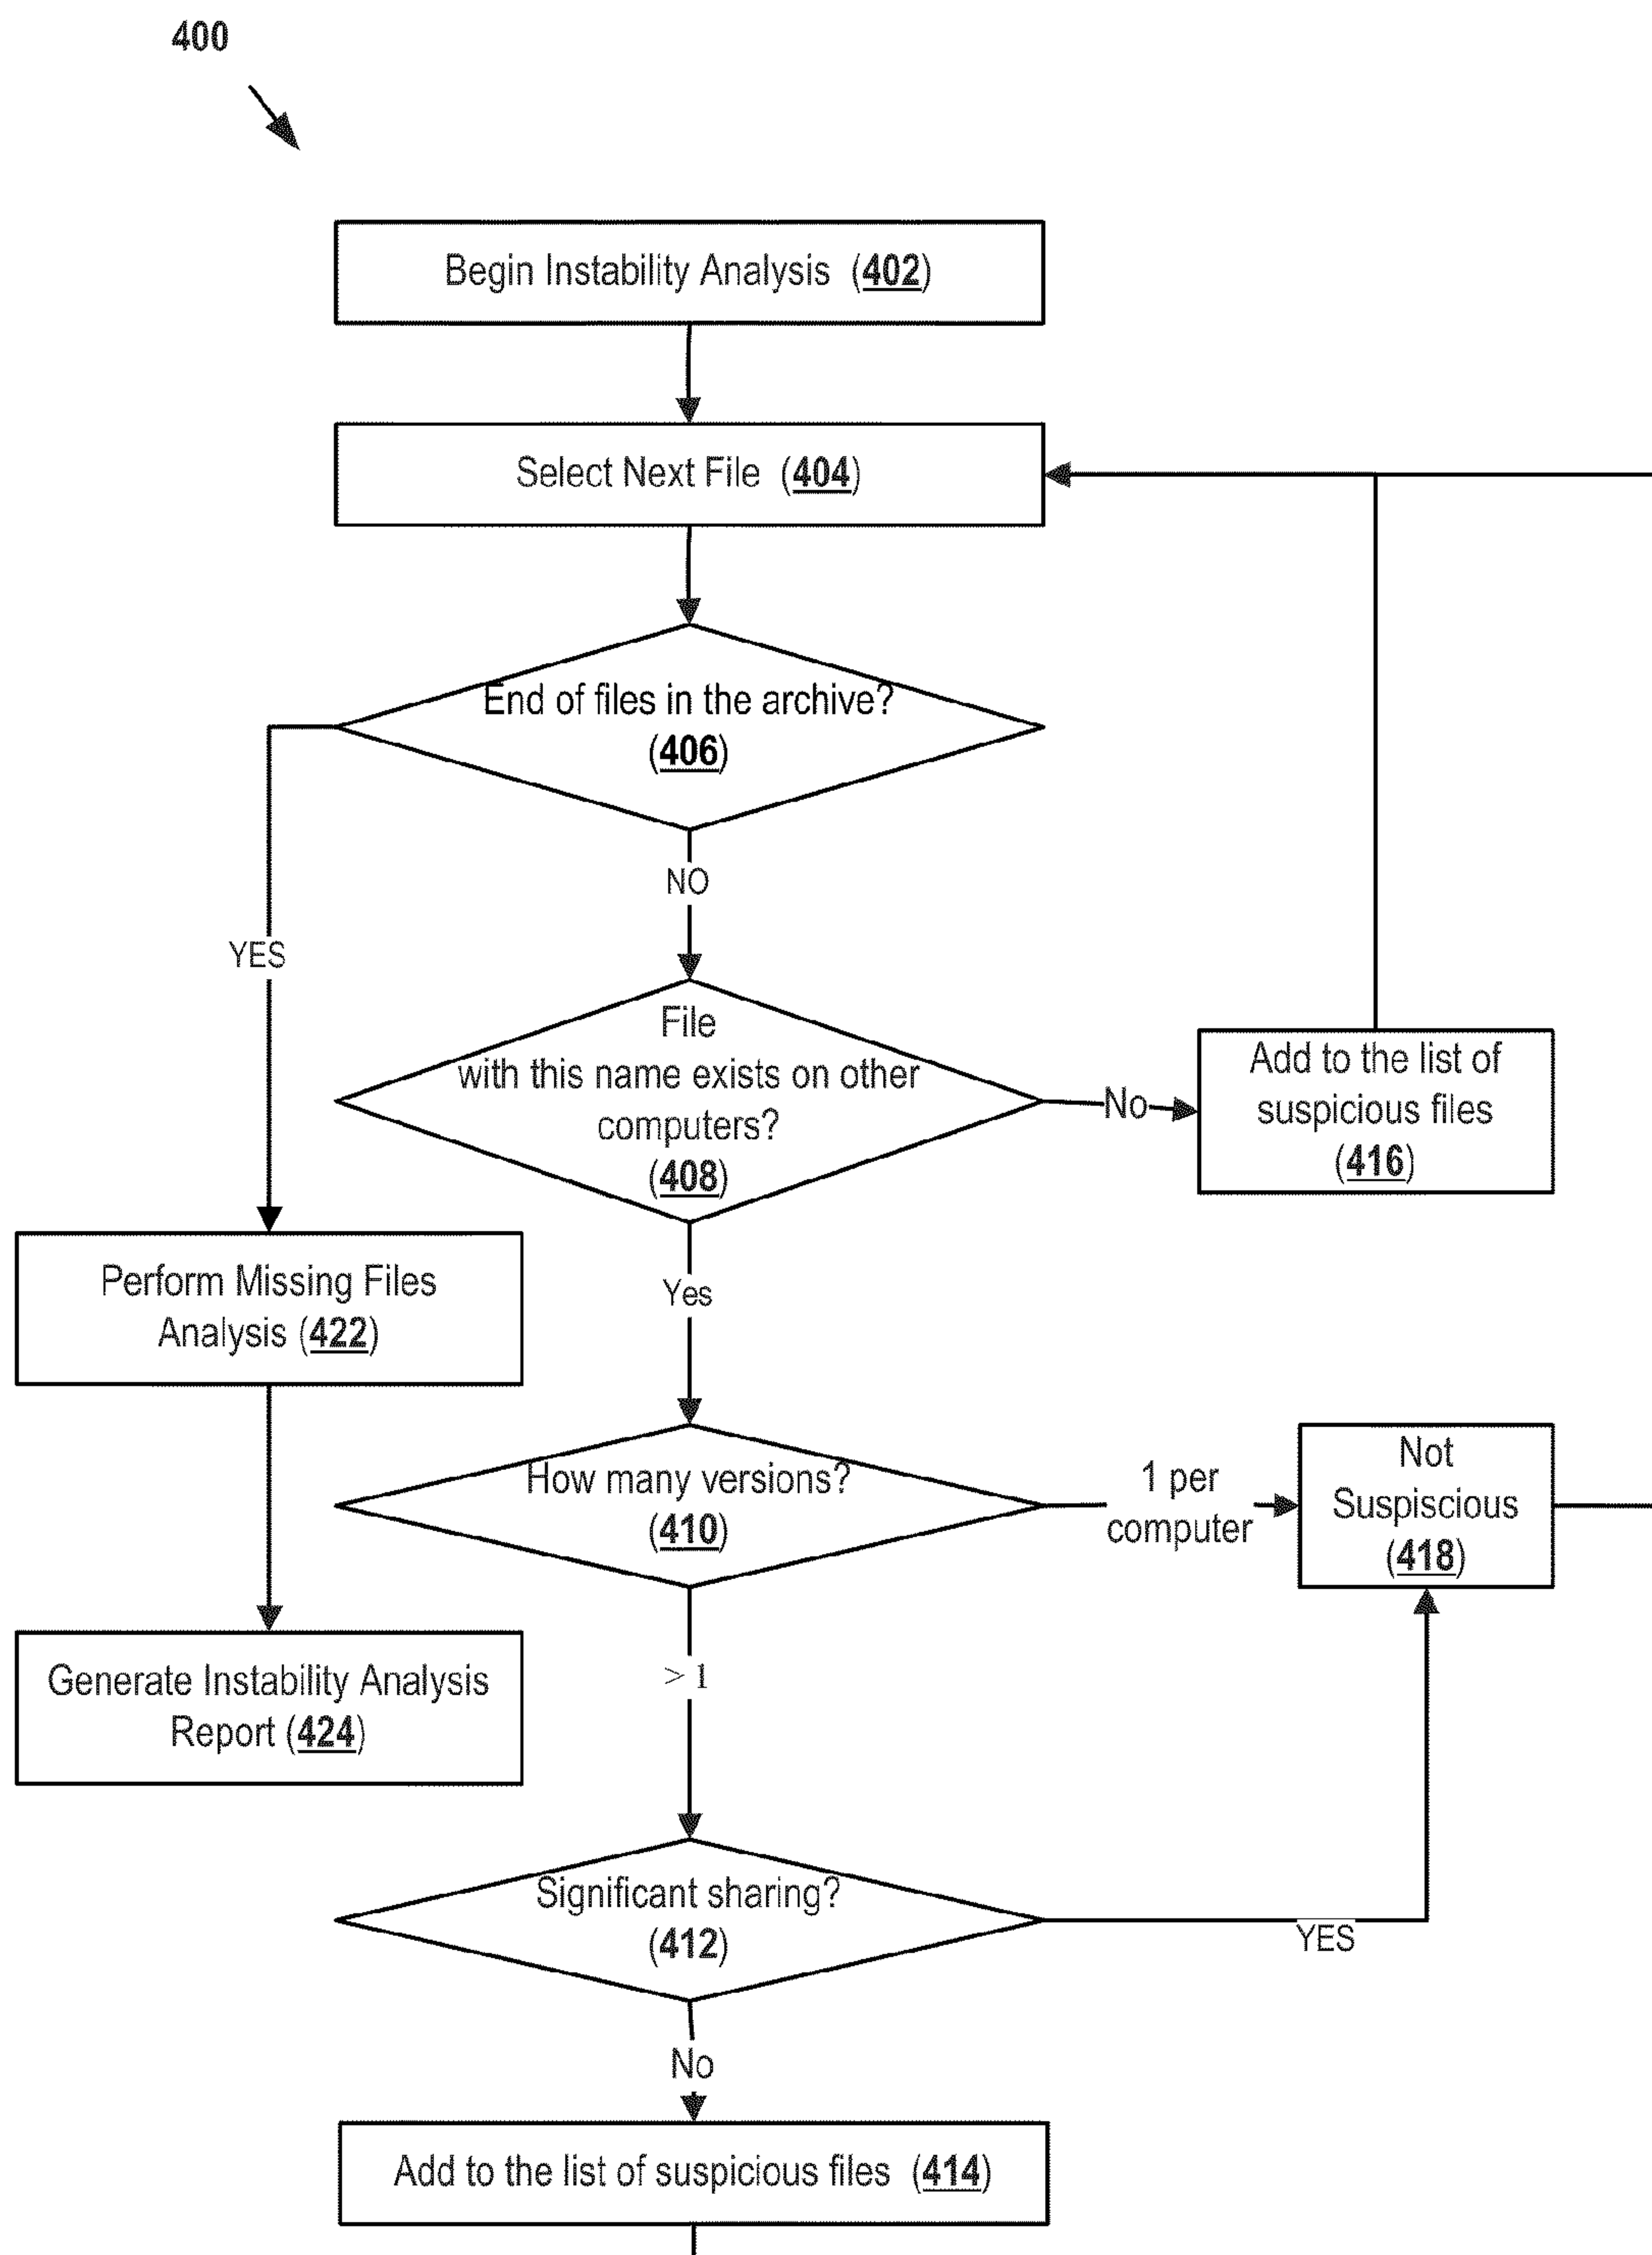 400
Begin Instability Analysis (402)
Select Next File (404)
End of files in the archive?
(406)
NO
YES
File
with this name exists on other
computers?
(408)
No
Add to the list of
suspicious files
(416)
Perform Missing Files
Analysis (422)
Yes
How many versions?
(410)
1 per
computer
Not
Suspiscious
(418)
> 1
Generate Instability Analysis
Report (424)
Significant sharing?
(412)
YES
No
Add to the list of suspicious files (414)